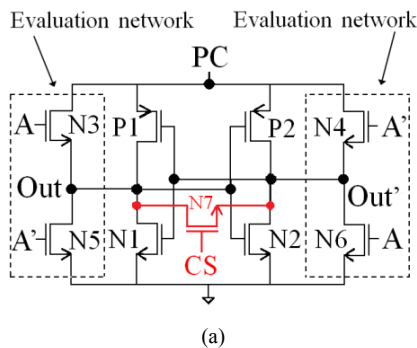 Evaluation network Evaluation network
PC
A N3 P1 P2 N4 A'
Out N7 Out'
A' N5 N1 N2 N6 A
CS
(a)